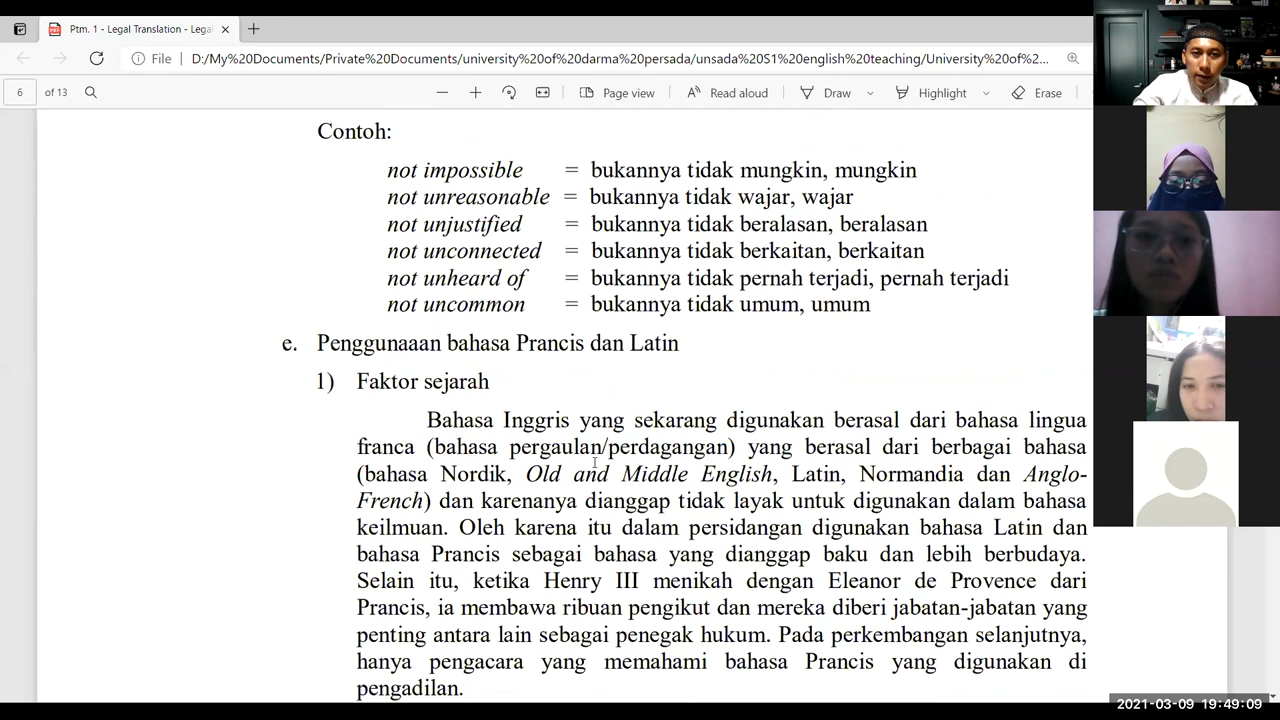 Ptm. 1 - Legal Translation - Lega
File D:/My%20Documents/Private%20Documents/university%20of%20darma%20persada/unsada%20S1%20english%20teaching/University%20of%2...
6 of 13 Page view Read aloud Draw Highlight Erase
Contoh:
not impossible = bukannya tidak mungkin, mungkin
not unreasonable = bukannya tidak wajar, wajar
not unjustified = bukannya tidak beralasan, beralasan
not unconnected = bukannya tidak berkaitan, berkaitan
not unheard of = bukannya tidak pernah terjadi, pernah terjadi
not uncommon = bukannya tidak umum, umum
e. Penggunaaan bahasa Prancis dan Latin
1) Faktor sejarah
Bahasa Inggris yang sekarang digunakan berasal dari bahasa lingua
franca (bahasa pergaulan/perdagangan) yang berasal dari berbagai bahasa
(bahasa Nordik, Old and Middle English, Latin, Normandia dan Anglo-
French) dan karenanya dianggap tidak layak untuk digunakan dalam bahasa
keilmuan. Oleh karena itu dalam persidangan digunakan bahasa Latin dan
bahasa Prancis sebagai bahasa yang dianggap baku dan lebih berbudaya.
Selain itu, ketika Henry III menikah dengan Eleanor de Provence dari
Prancis, ia membawa ribuan pengikut dan mereka diberi jabatan-jabatan yang
penting antara lain sebagai penegak hukum. Pada perkembangan selanjutnya,
hanya pengacara yang memahami bahasa Prancis yang digunakan di
pengadilan.
2021-03-09 19:49:09